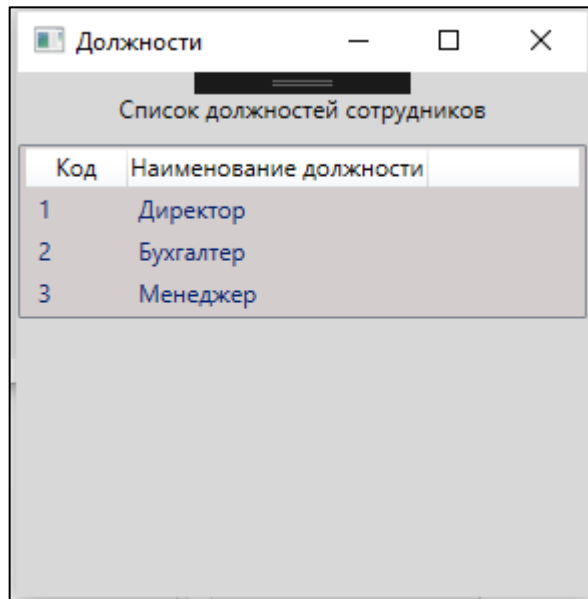 Должности
Список должностей сотрудников
Код Наименование должности
1 Директор
2 Бухгалтер
3 Менеджер